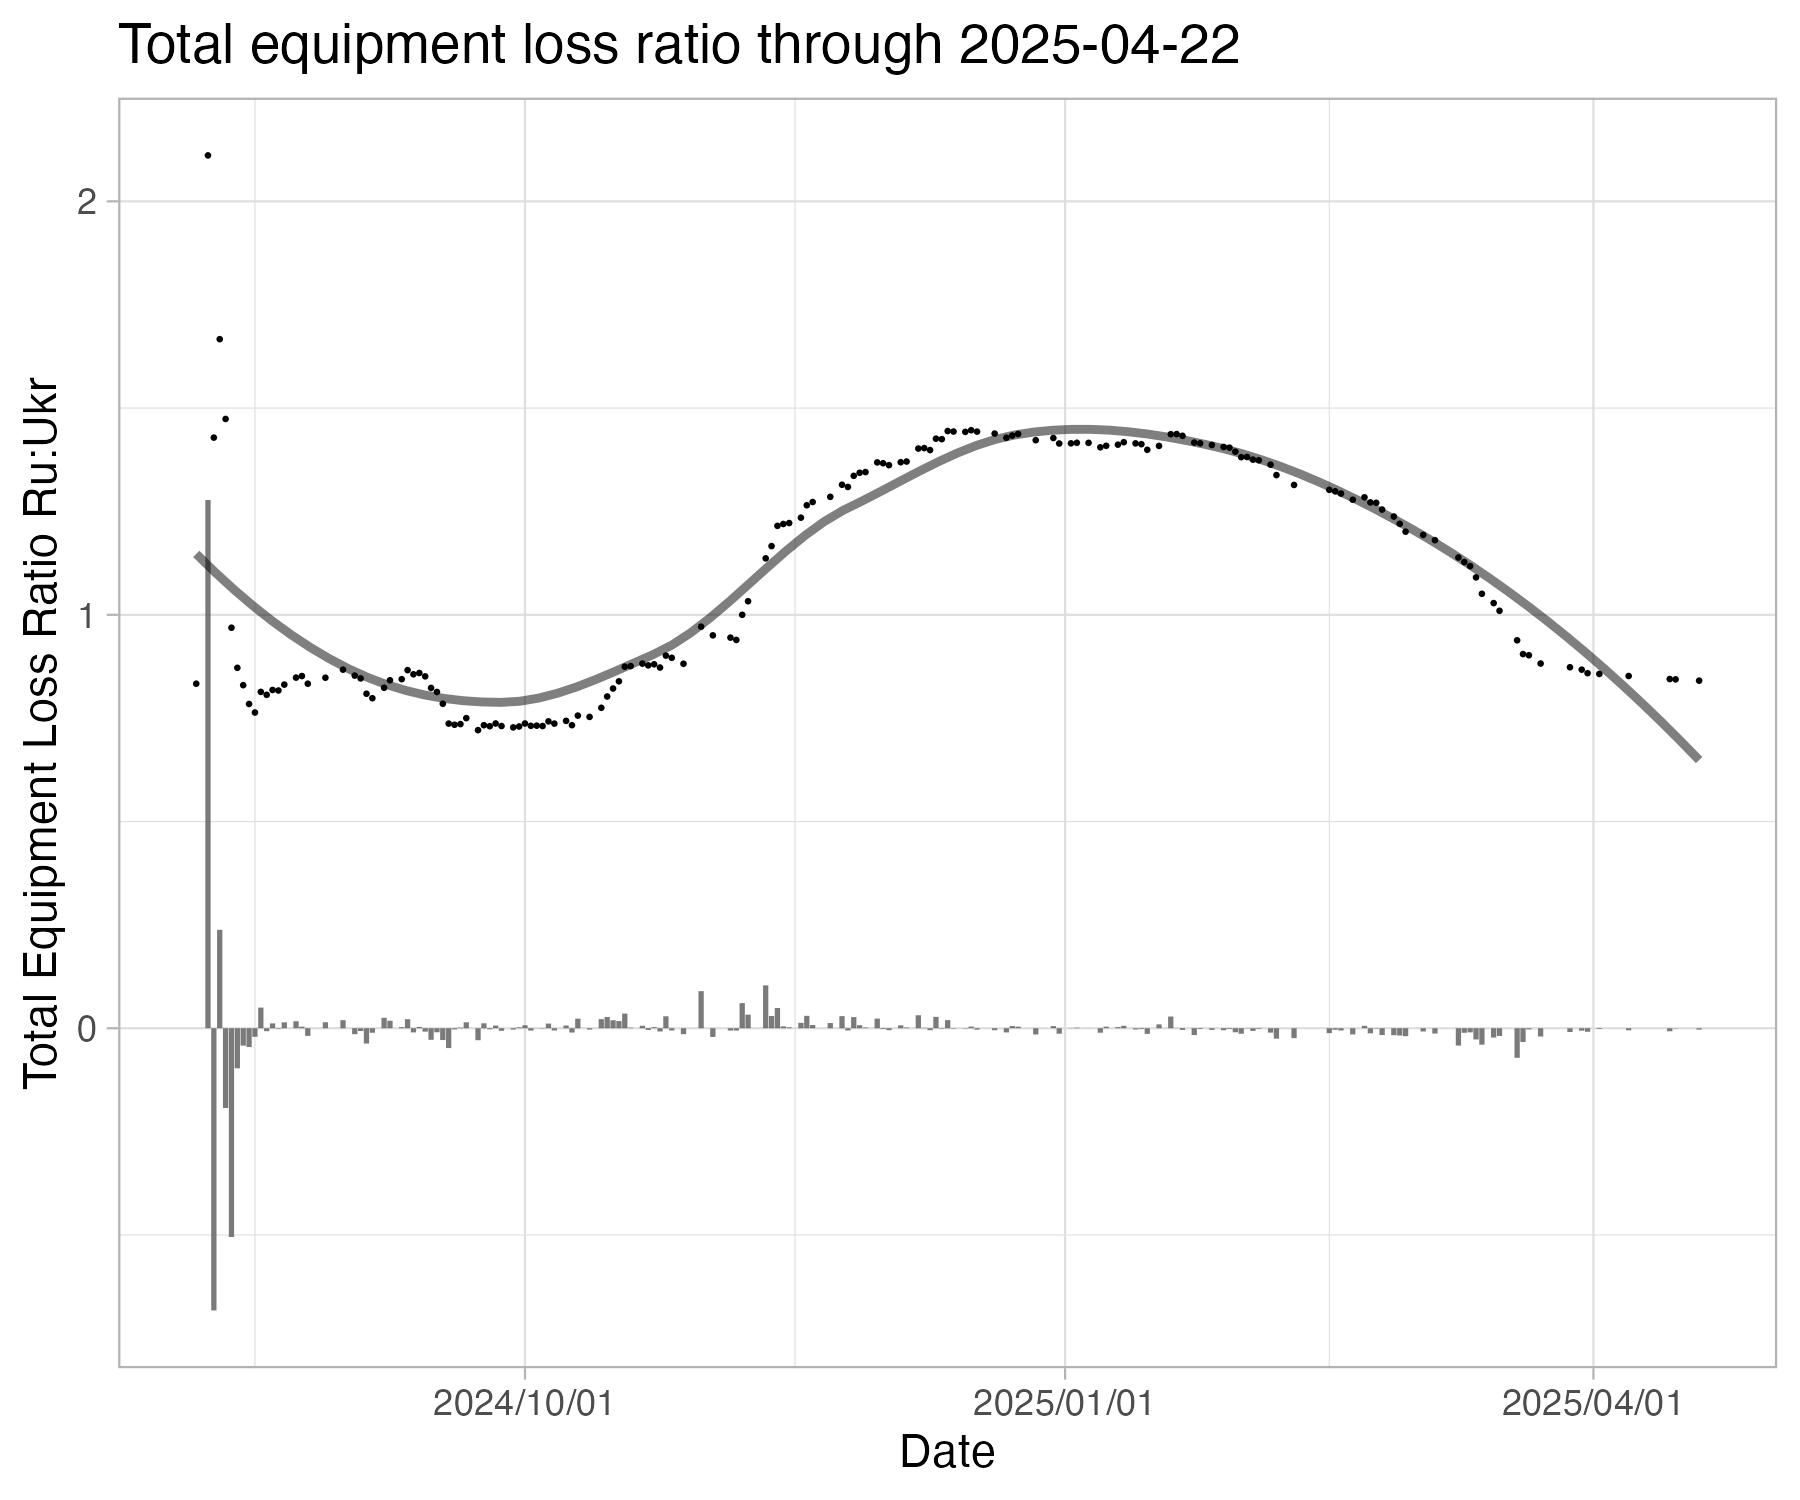 Total equipment loss ratio through 2025-04-22
Total Equipment Loss Ratio Ru:Ukr
2
1
0
2024/10/01
2025/01/01
2025/04/01
Date